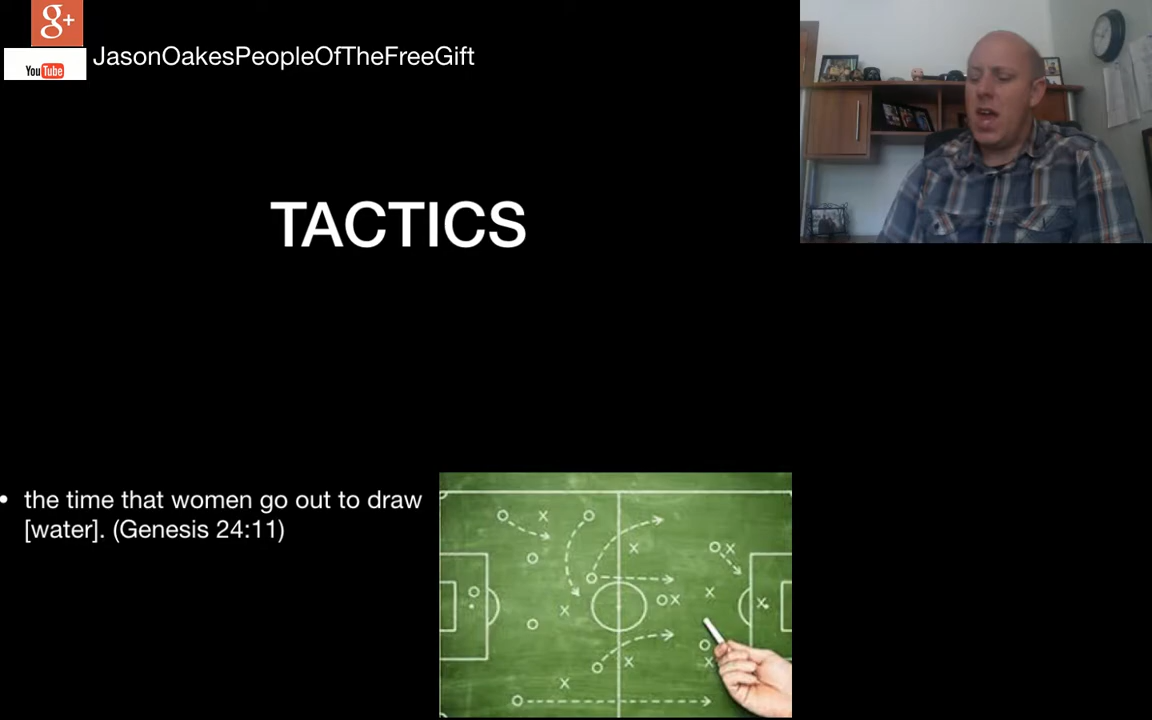 g+
YouTube
JasonOakesPeopleOfTheFreeGift
TACTICS
• the time that women go out to draw
[water]. (Genesis 24:11)